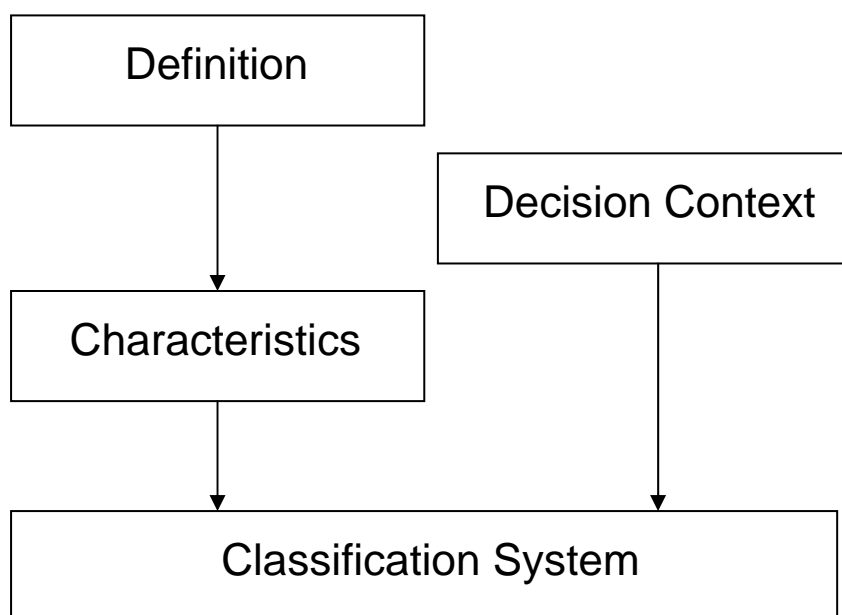 Definition
Decision Context
Characteristics
Classification System